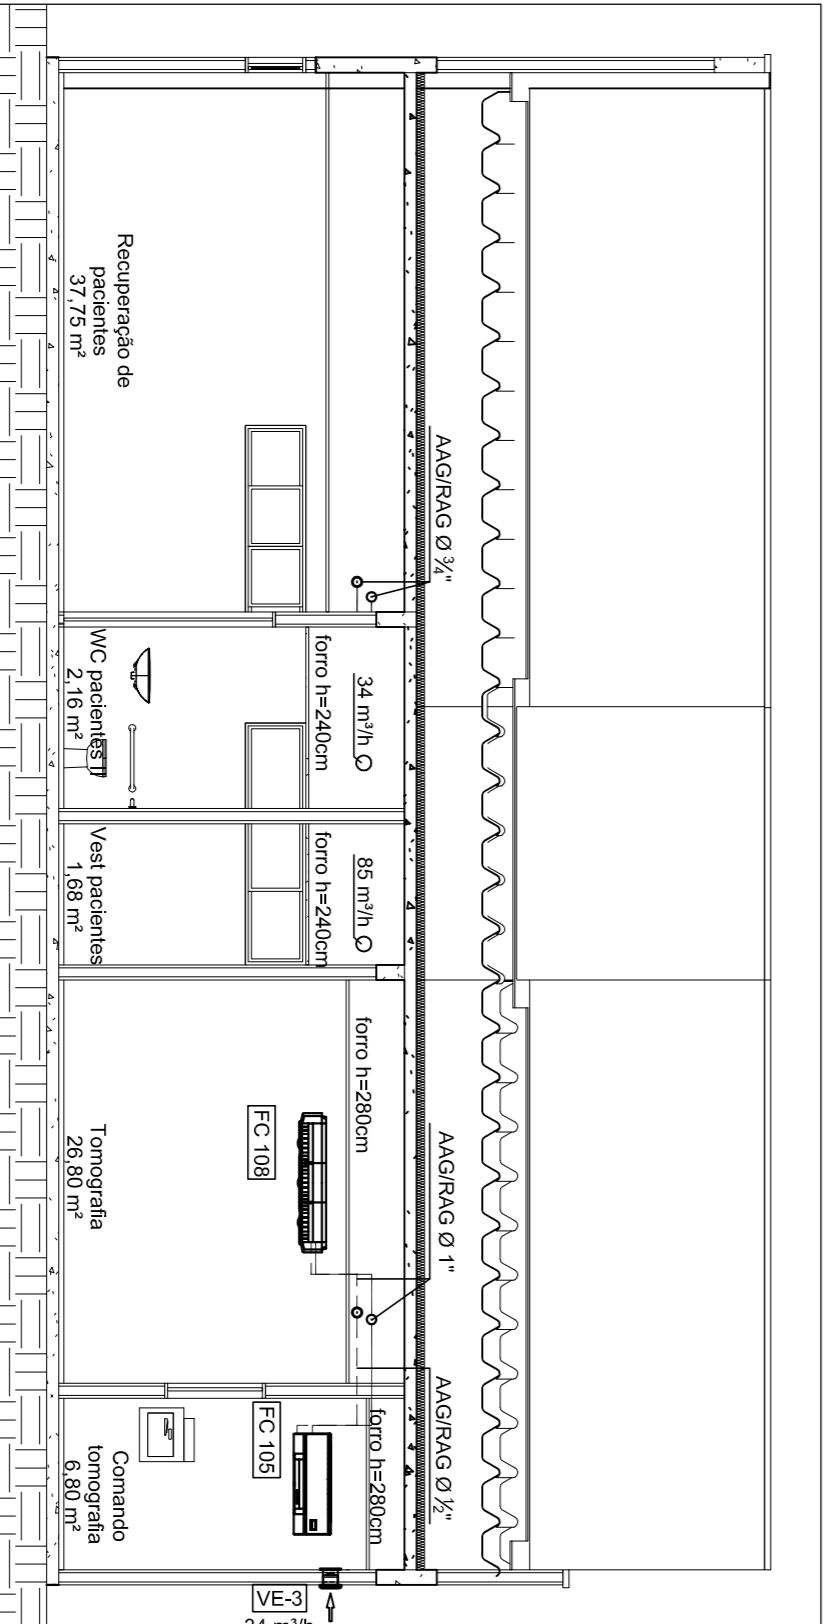 Recuperação de
pacientes
37,75 m²
AAG/RAG Ø ¾"
WC pacientes II
2,16 m²
forro h=240cm
34 m³/h
Vest pacientes
1,68 m²
forro h=240cm
85 m³/h
Tomografia
26,80 m²
FC 108
forro h=280cm
AAG/RAG Ø 1"
Comando
tomografia
6,80 m²
FC 105
forro h=280cm
AAG/RAG Ø ½"
VE-3